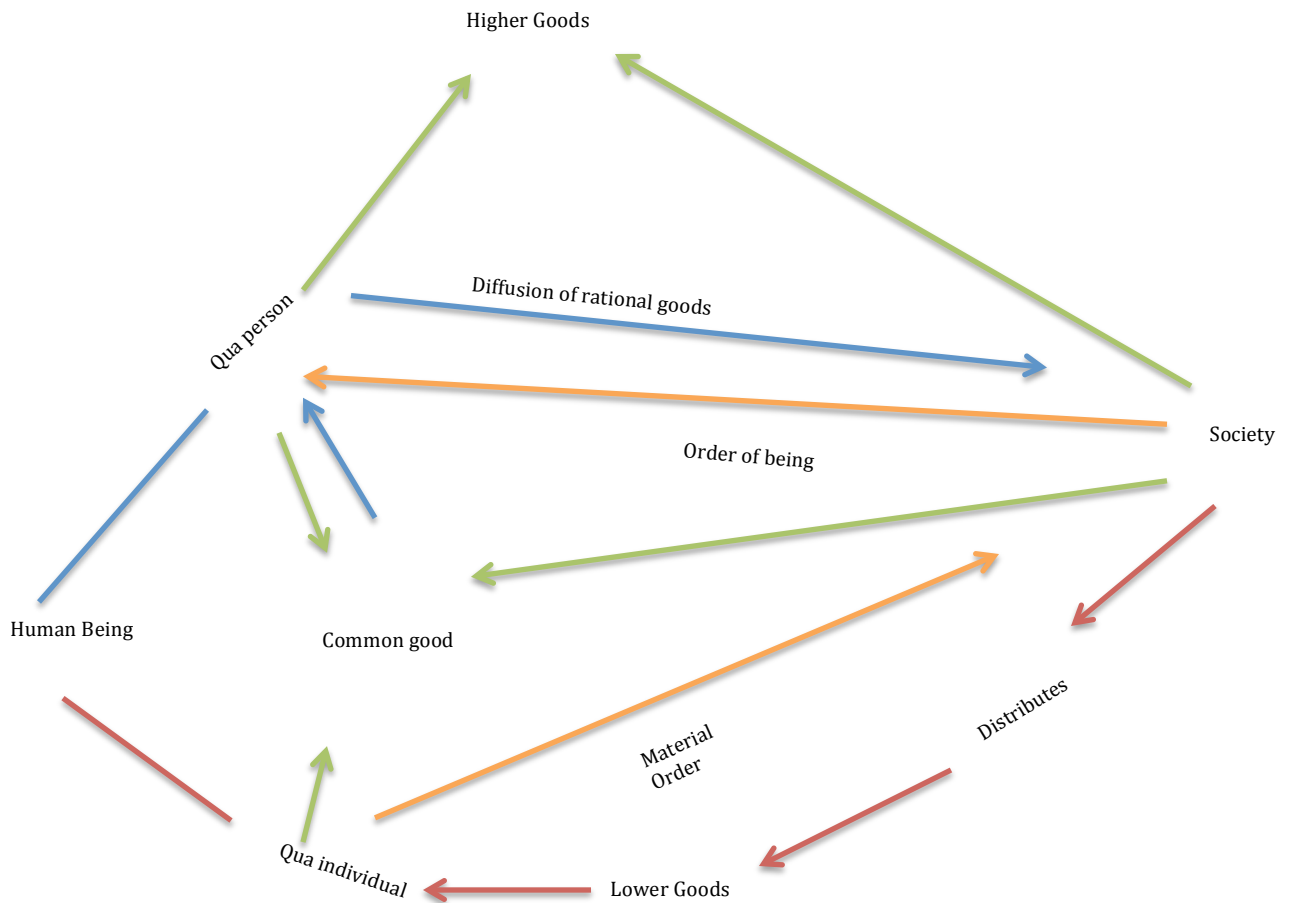 Higher Goods
Diffusion of rational goods
Qua person
Society
Order of being
Human Being
Common good
Distributes
Material
Order
Qua individual
Lower Goods